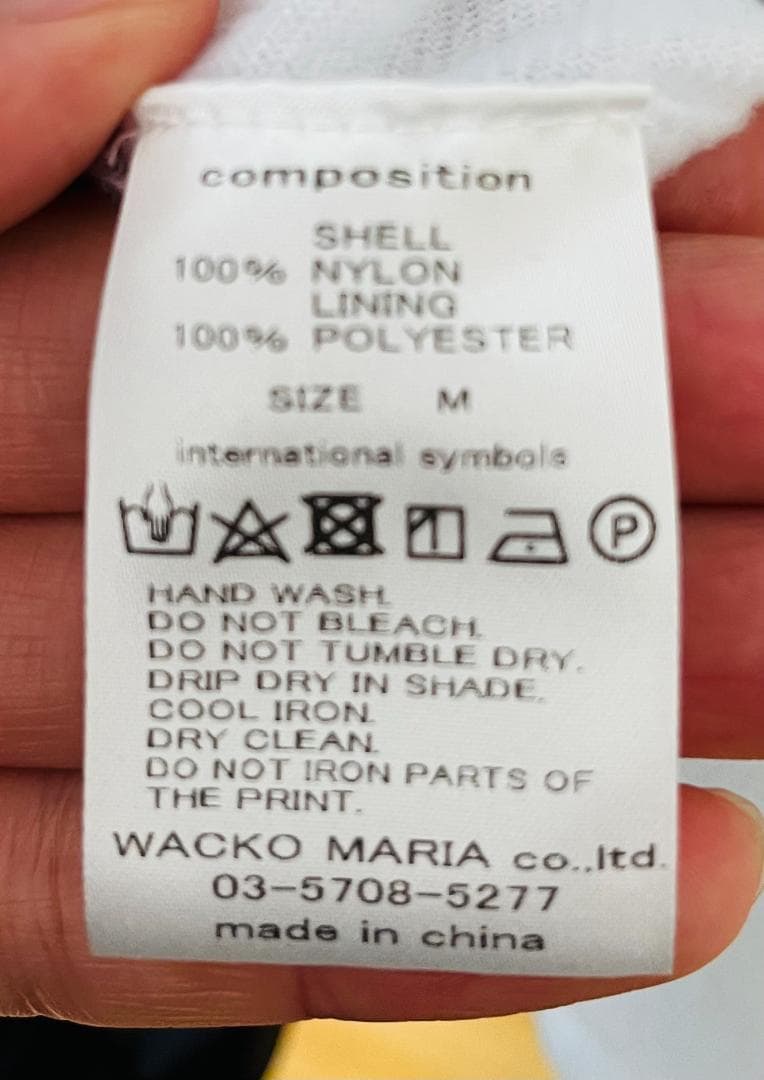 composition
SHELL
100% NYLON
LINING
100% POLYESTER
SIZE M
international symbols
P
HAND WASH.
DO NOT BLEACH.
DO NOT TUMBLE DRY.
DRIP DRY IN SHADE.
COOL IRON.
DRY CLEAN.
DO NOT IRON PARTS OF
THE PRINT.
WACKO MARIA co.,ltd.
03-5708-5277
made in china